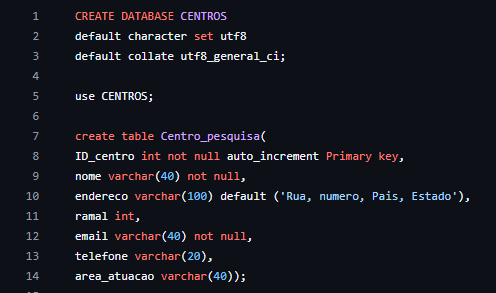 1 CREATE DATABASE CENTROS
2 default character set utf8
3 default collate utf8_general_ci;
4
5 use CENTROS;
6
7 create table Centro_pesquisa(
8 ID_centro int not null auto_increment Primary key,
9 nome varchar(40) not null,
10 endereco varchar(100) default ('Rua, numero, Pais, Estado'),
11 ramal int,
12 email varchar(40) not null,
13 telefone varchar(20),
14 area_atuacao varchar(40));